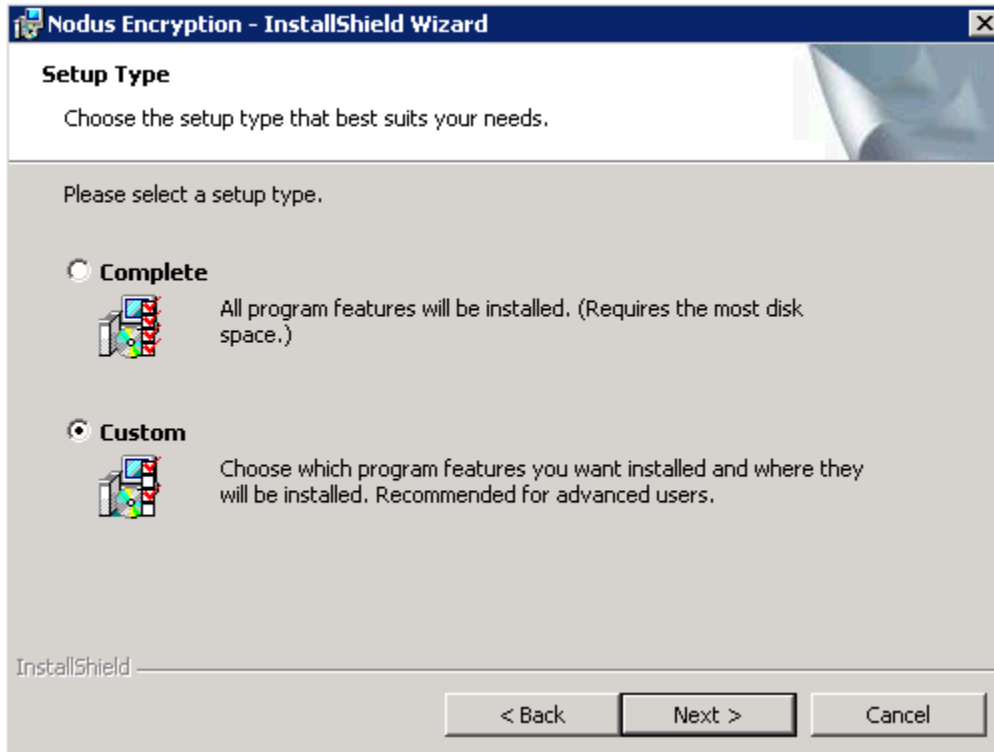 Nodus Encryption - InstallShield Wizard
Setup Type
Choose the setup type that best suits your needs.
Please select a setup type.
Complete
All program features will be installed. (Requires the most disk
space.)
Custom
Choose which program features you want installed and where they
will be installed. Recommended for advanced users.
InstallShield
< Back
Next >
Cancel